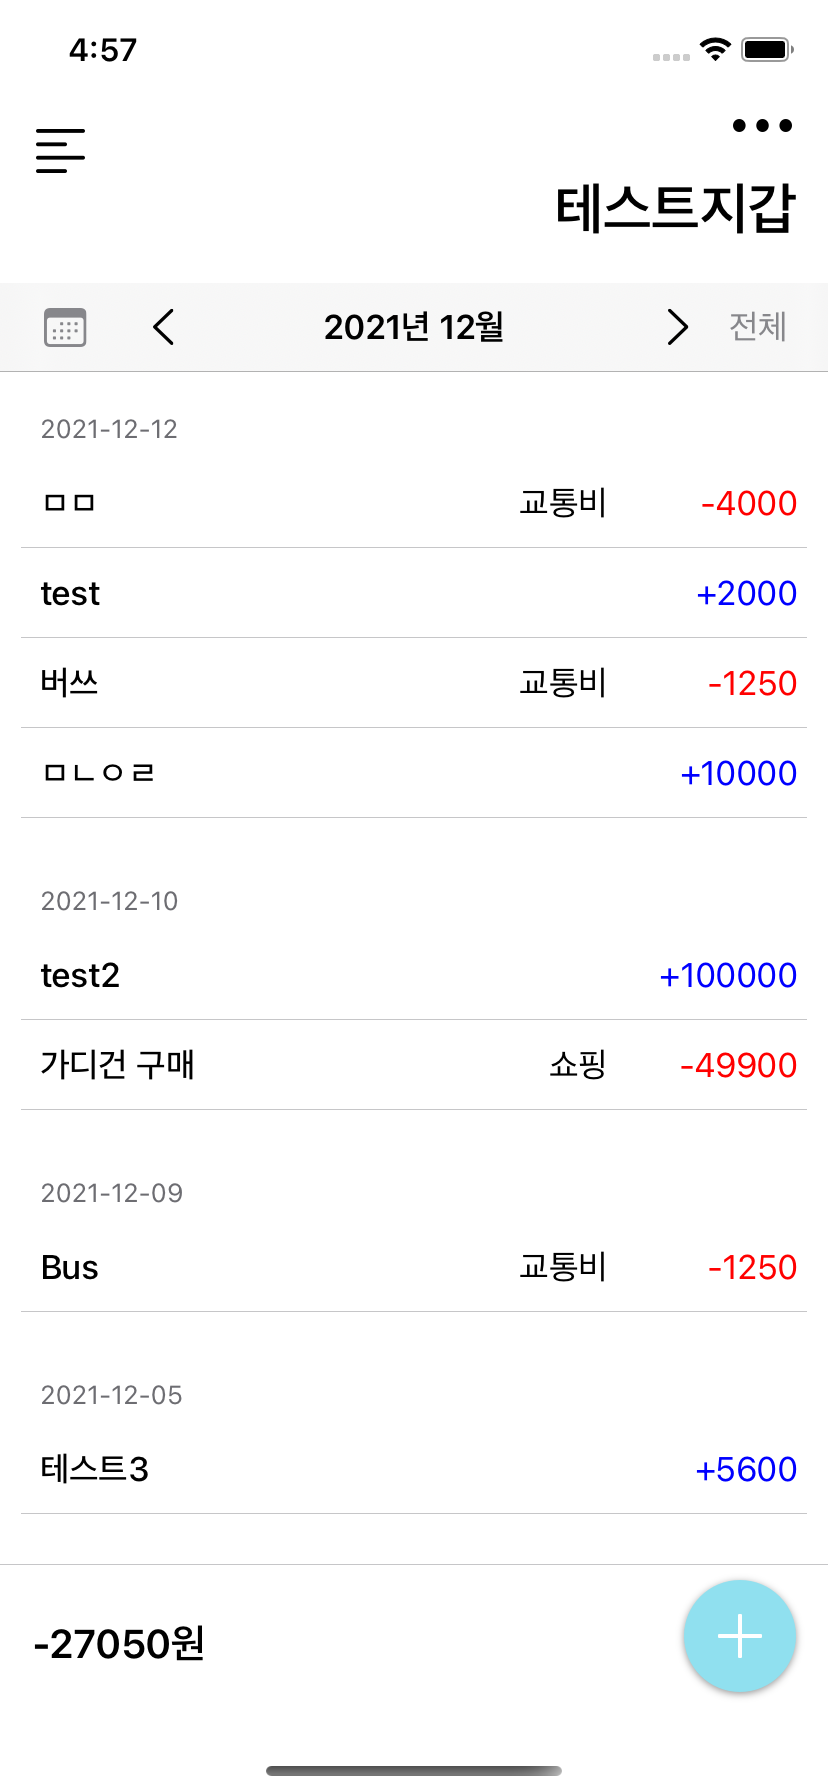 4:57
테스트지갑
2021년 12월 전체
2021-12-12
ㅁㅁ 교통비 -4000
test +2000
버쓰 교통비 -1250
ㅁㄴㅇㄹ +10000
2021-12-10
test2 +100000
가디건 구매 쇼핑 -49900
2021-12-09
Bus 교통비 -1250
2021-12-05
테스트3 +5600
-27050원